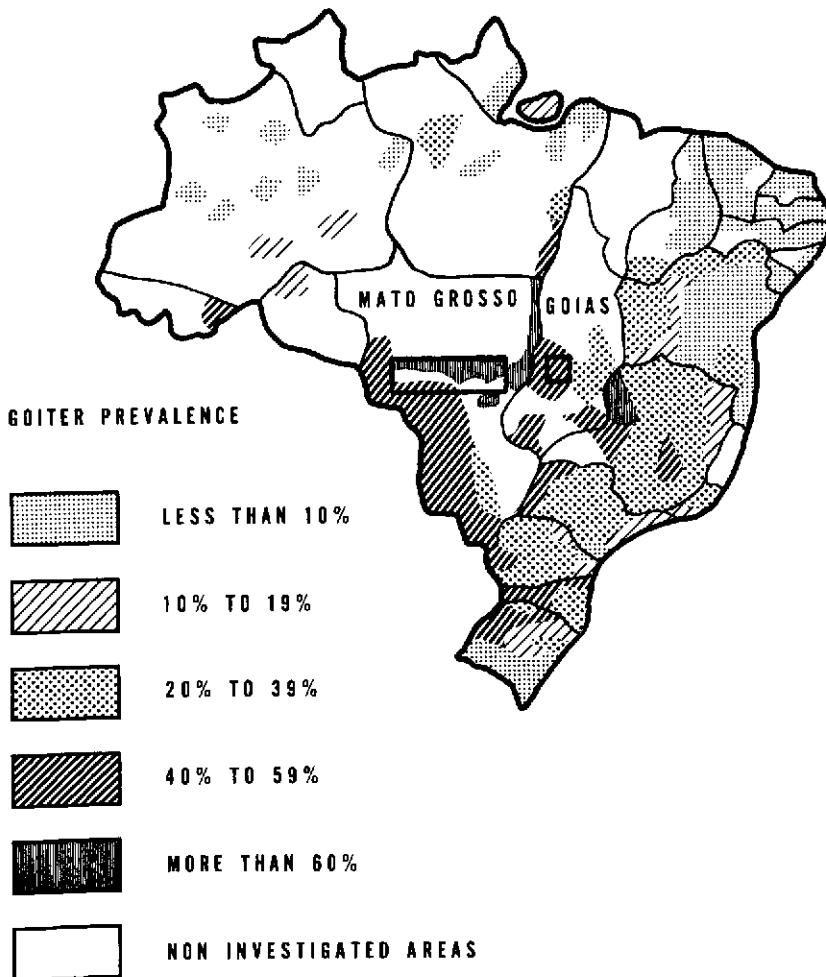 MATO GROSSO
GOIAS
GOITER PREVALENCE
LESS THAN 10%
10% TO 19%
20% TO 39%
40% TO 59%
MORE THAN 60%
NON INVESTIGATED AREAS